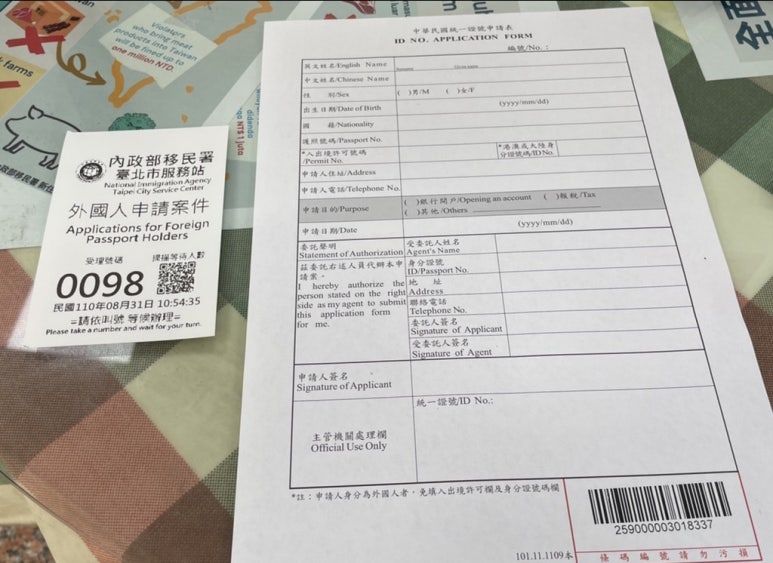 Violators
who bring meat
products into Taiwan
will be fined up to
one million NTD.
farms
NT$ 1 juta
全面
內政部移民署
臺北市服務站
National Immigration Agency
Taipei City Service Center
外國人申請案件
Applications for Foreign
Passport Holders
受理號碼
掃描等待人數
0098
民國110年08月31日 10:54:35
=請依叫號 等候辦理=
Please take a number and wait for your turn.
中華民國統一證號申請表
ID NO. APPLICATION FORM
編號/No.：
英文姓名/English Name
Surname Given name
中文姓名/Chinese Name
性 別/Sex ( )男/M ( )女/F
出生日期/Date of Birth (yyyy/mm/dd)
國 籍/Nationality
護照號碼/Passport No.
*入出境許可號碼
/Permit No.
*港澳或大陸身
分證號/ID No.
申請人住址/Address
申請人電話/Telephone No.
申請目的/Purpose
( )銀行開戶/Opening an account ( )報稅/Tax
( )其他/Others
申請日期/Date (yyyy/mm/dd)
委託聲明
Statement of Authorization
茲委託右述人員代辦本申
請案。
I hereby authorize the
person stated on the right
side as my agent to submit
this application form
for me.
受委託人姓名
Agent's Name
身分證號
ID/Passport No.
地 址
Address
聯絡電話
Telephone No.
委託人簽名
Signature of Applicant
受委託人簽名
Signature of Agent
申請人簽名
Signature of Applicant
主管機關處理欄
Official Use Only
統一證號/ID No.:
*註：申請人身分為外國人者，免填入出境許可欄及身分證號碼欄
259000003018337
條碼編號請勿污損
101.11.1109本